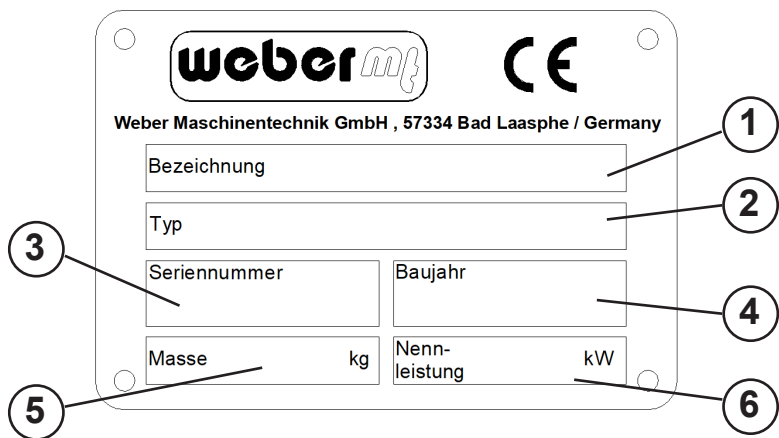 weber mt CE
Weber Maschinentechnik GmbH , 57334 Bad Laasphe / Germany
1
Bezeichnung
2
Typ
3
Seriennummer Baujahr
4
Masse kg Nenn-
leistung kW
5
6